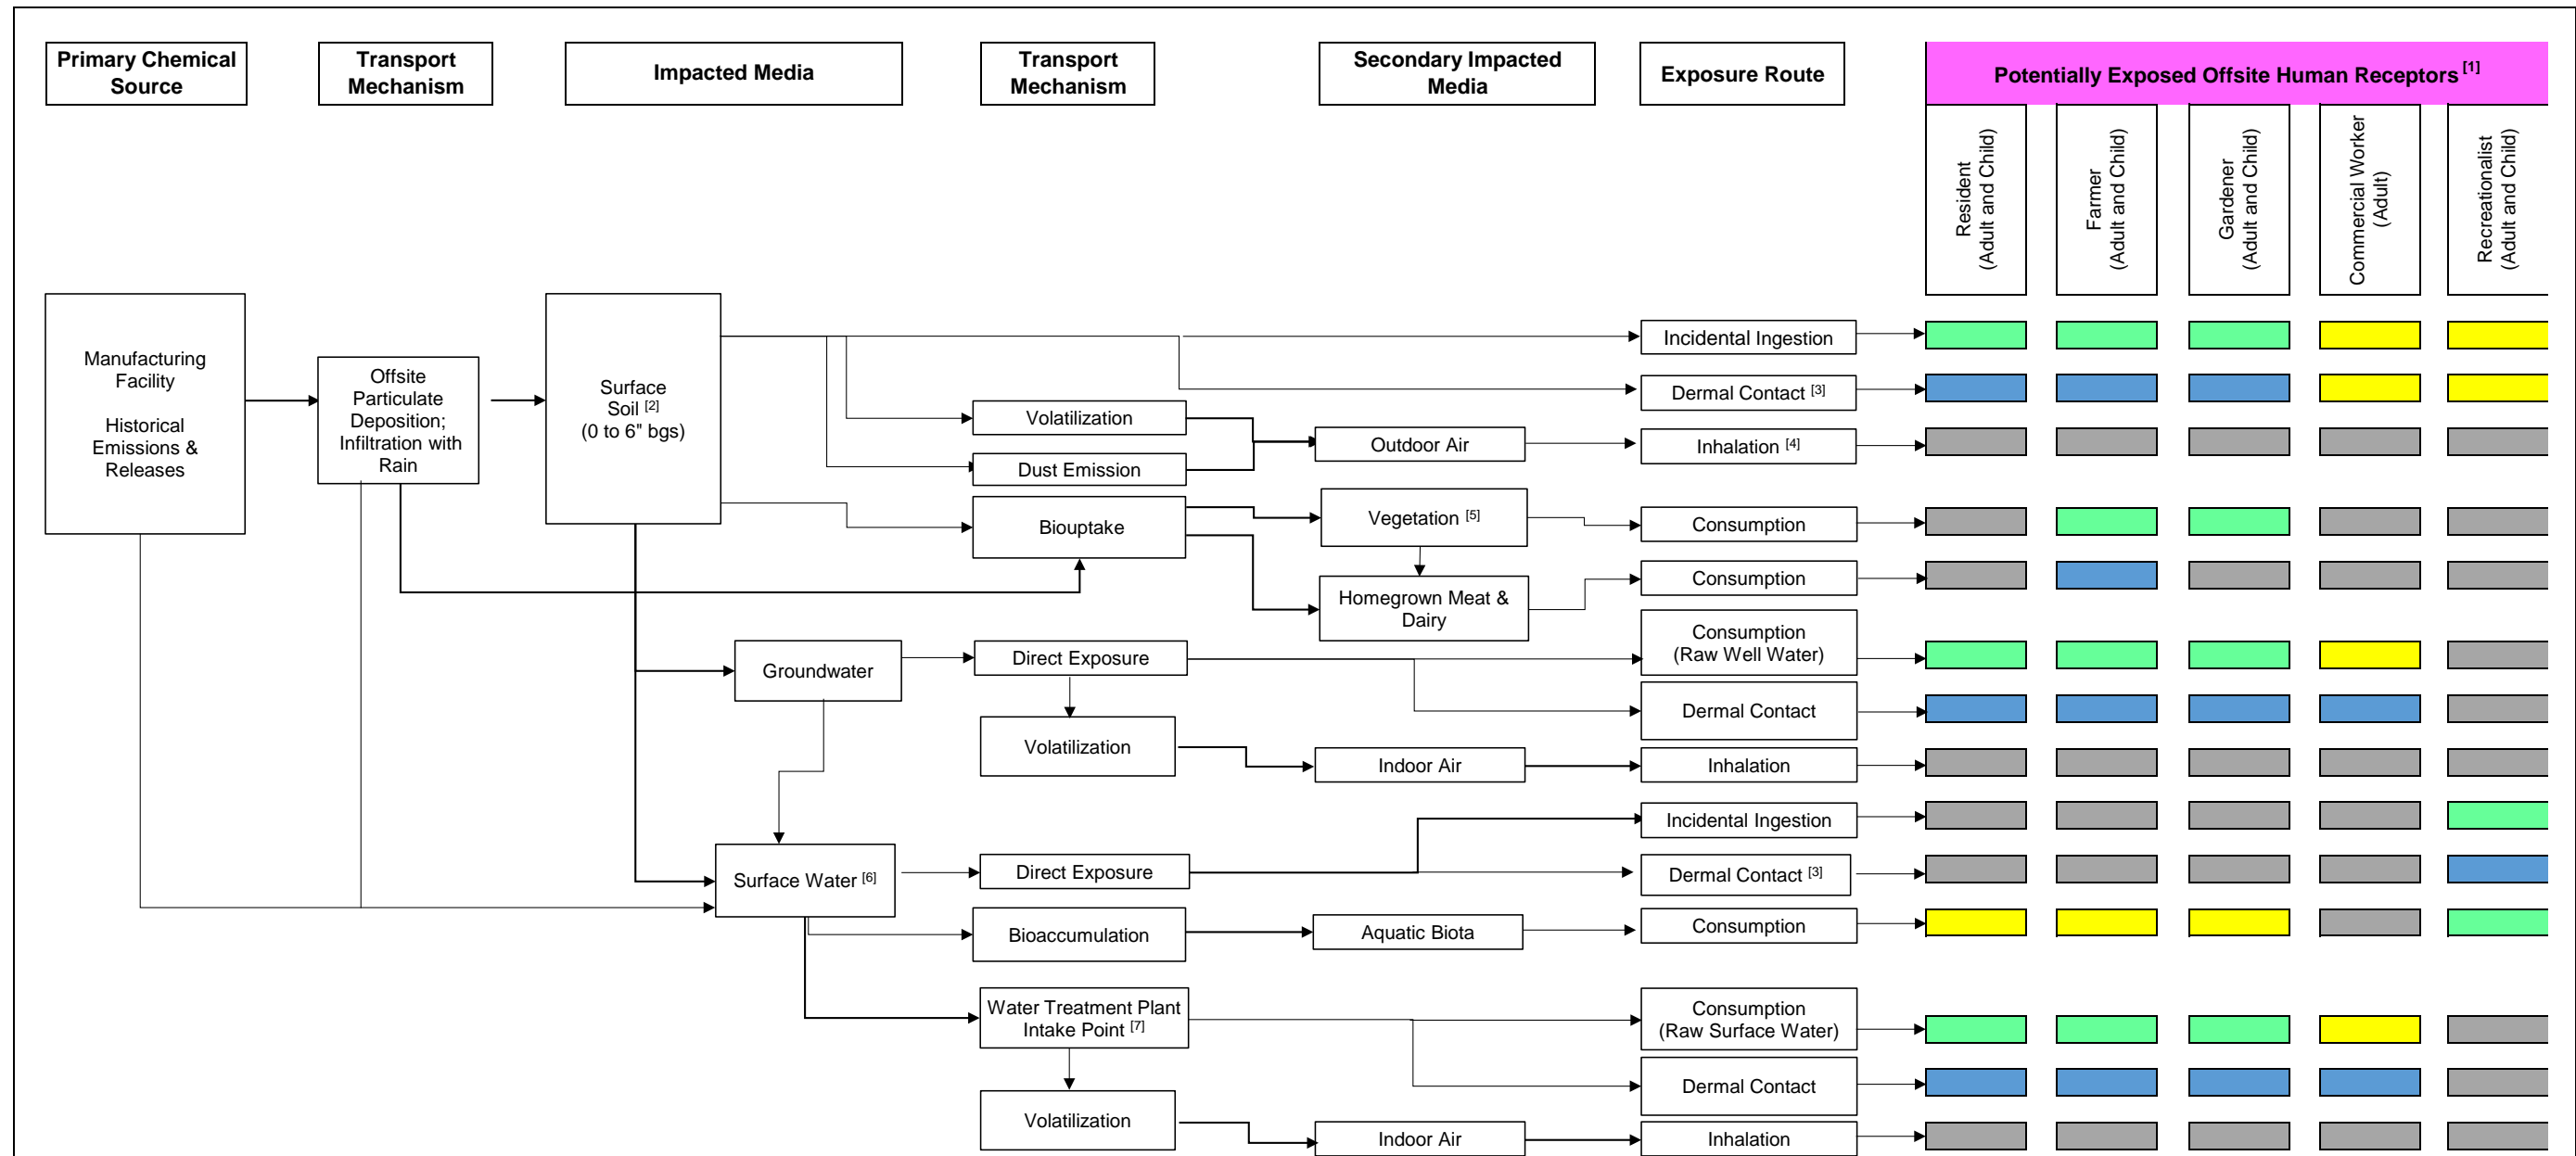 Primary Chemical
Source
Transport
Mechanism
Impacted Media
Transport
Mechanism
Secondary Impacted
Media
Exposure Route
Potentially Exposed Offsite Human Receptors [1]
Resident
(Adult and Child)
Farmer
(Adult and Child)
Gardener
(Adult and Child)
Commercial Worker
(Adult)
Recreationalist
(Adult and Child)
Manufacturing
Facility
Historical
Emissions &
Releases
Offsite
Particulate
Deposition;
Infiltration with
Rain
Surface
Soil [2]
(0 to 6" bgs)
Incidental Ingestion
Dermal Contact [3]
Volatilization
Dust Emission
Outdoor Air
Inhalation [4]
Biouptake
Vegetation [5]
Consumption
Homegrown Meat &
Dairy
Consumption
Groundwater
Direct Exposure
Consumption
(Raw Well Water)
Dermal Contact
Volatilization
Indoor Air
Inhalation
Surface Water [6]
Direct Exposure
Incidental Ingestion
Dermal Contact [3]
Bioaccumulation
Aquatic Biota
Consumption
Water Treatment Plant
Intake Point [7]
Consumption
(Raw Surface Water)
Dermal Contact
Volatilization
Indoor Air
Inhalation